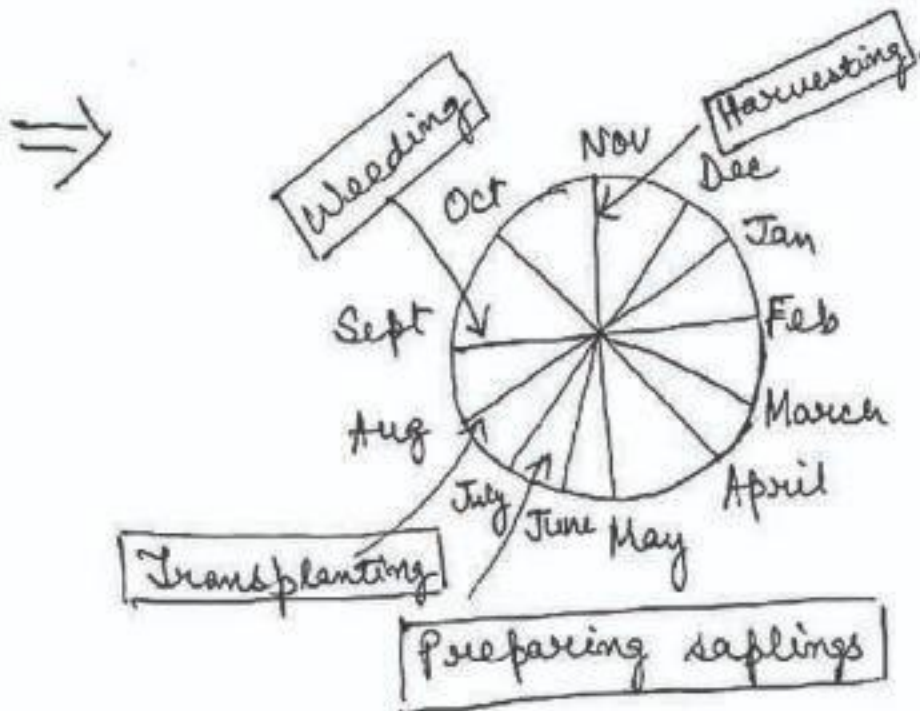 ⇒
Weeding
Harvesting
Nov
Dec
Oct
Jan
Sept
Feb
Aug
March
July
June
May
April
Transplanting
Preparing saplings